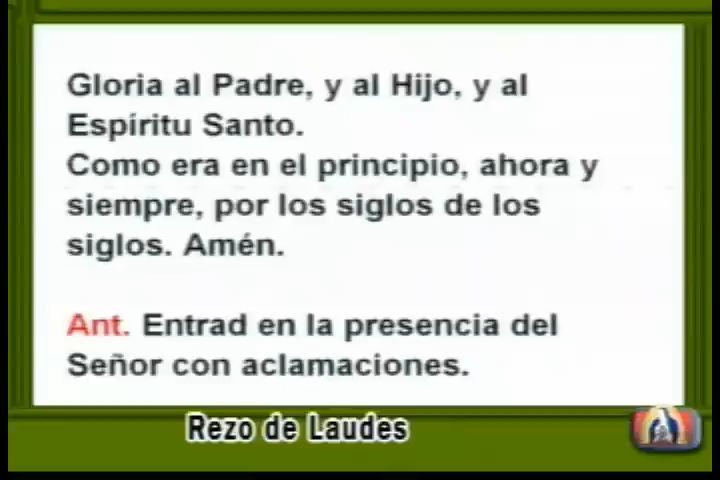 Gloria al Padre, y al Hijo, y al
Espíritu Santo.
Como era en el principio, ahora y
siempre, por los siglos de los
siglos. Amén.
Ant. Entrad en la presencia del
Señor con aclamaciones.
Rezo de Laudes